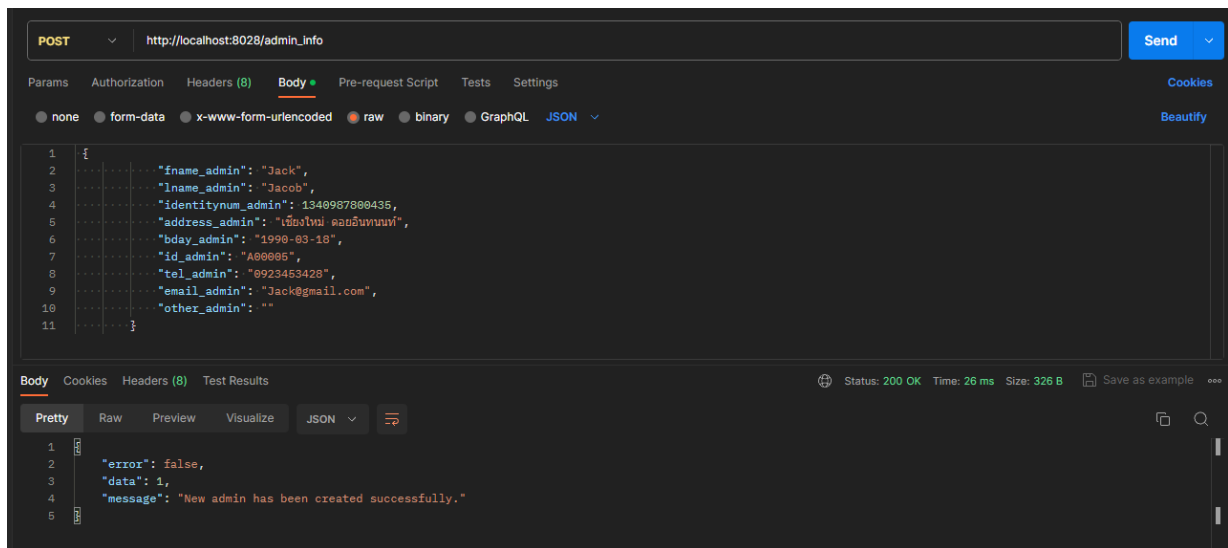 POST http://localhost:8028/admin_info Send
Params Authorization Headers (8) Body Pre-request Script Tests Settings Cookies
none form-data x-www-form-urlencoded raw binary GraphQL JSON Beautify
1 {
2 "fname_admin": "Jack",
3 "lname_admin": "Jacob",
4 "identitynum_admin": 1340987800435,
5 "address_admin": "เชียงใหม่ ดอยอินทนนท์",
6 "bday_admin": "1990-03-18",
7 "id_admin": "A00005",
8 "tel_admin": "0923453428",
9 "email_admin": "Jack@gmail.com",
10 "other_admin": ""
11 }
Body Cookies Headers (8) Test Results Status: 200 OK Time: 26 ms Size: 326 B Save as example
Pretty Raw Preview Visualize JSON
1 {
2 "error": false,
3 "data": 1,
4 "message": "New admin has been created successfully."
5 }